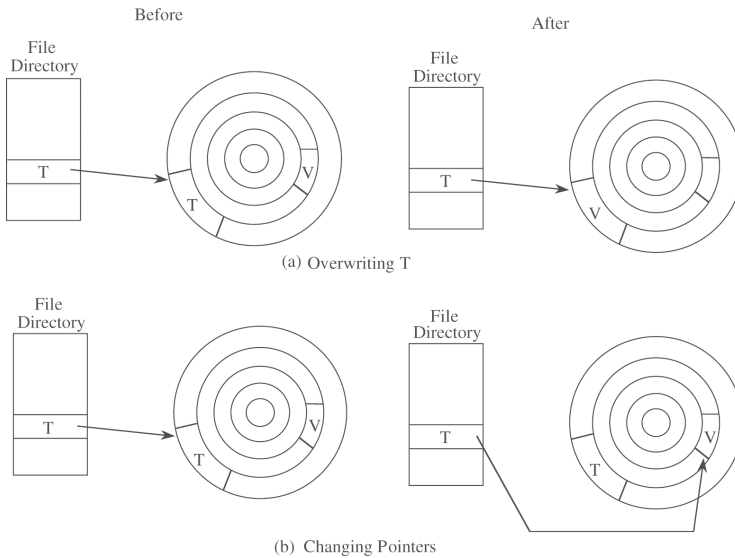 Before
After
File
Directory
T
T
V
File
Directory
T
V
(a) Overwriting T
File
Directory
T
T
V
File
Directory
T
T
V
(b) Changing Pointers